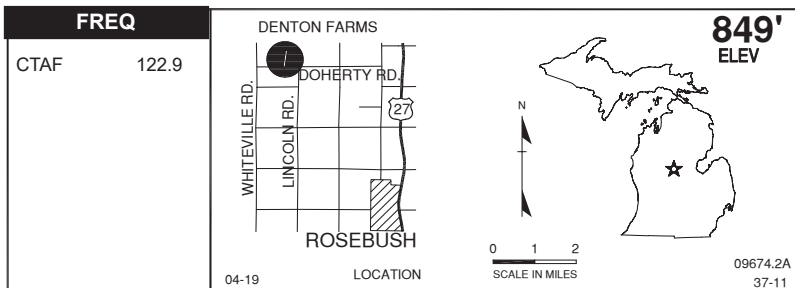 FREQ
CTAF 122.9
DENTON FARMS
DOHERTY RD.
WHITEVILLE RD.
LINCOLN RD.
27
ROSEBUSH
04-19
LOCATION
N
0 1 2
SCALE IN MILES
849'
ELEV
09674.2A
37-11